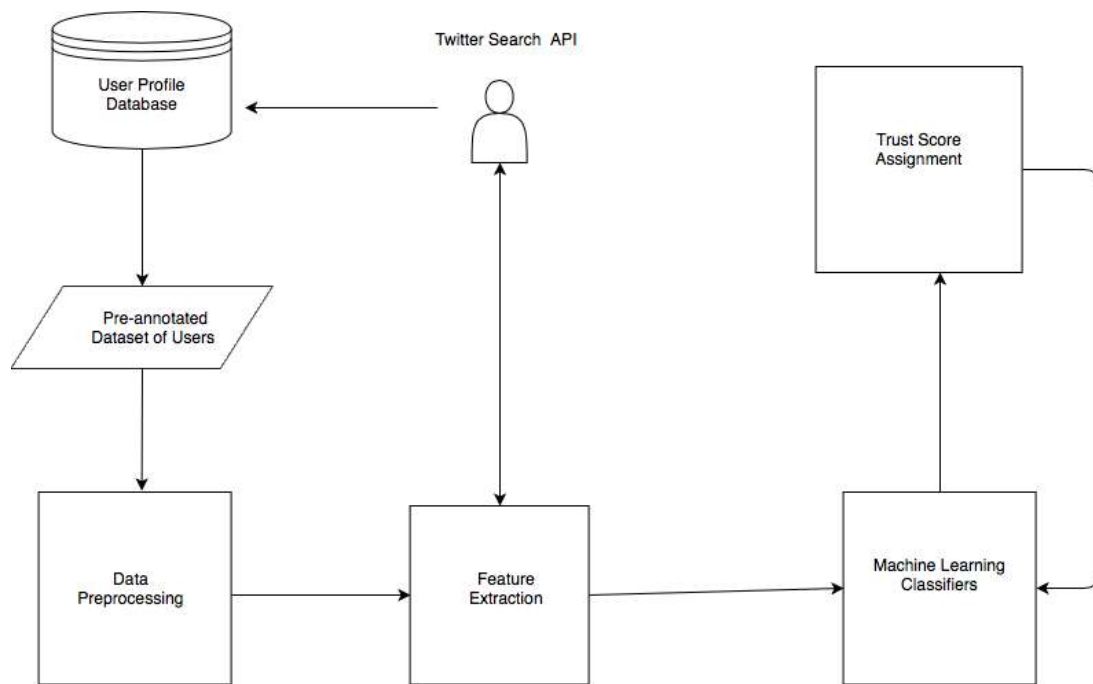 Twitter Search API
User Profile
Database
Trust Score
Assignment
Pre-annotated
Dataset of Users
Data
Preprocessing
Feature
Extraction
Machine Learning
Classifiers